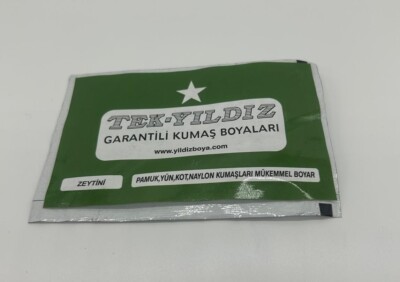 TEK-YILDIZ
GARANTİLİ KUMAŞ BOYALARI
www.yildizboya.com
ZEYTİNİ
PAMUK,YÜN,KOT,NAYLON KUMAŞLARI MÜKEMMEL BOYAR